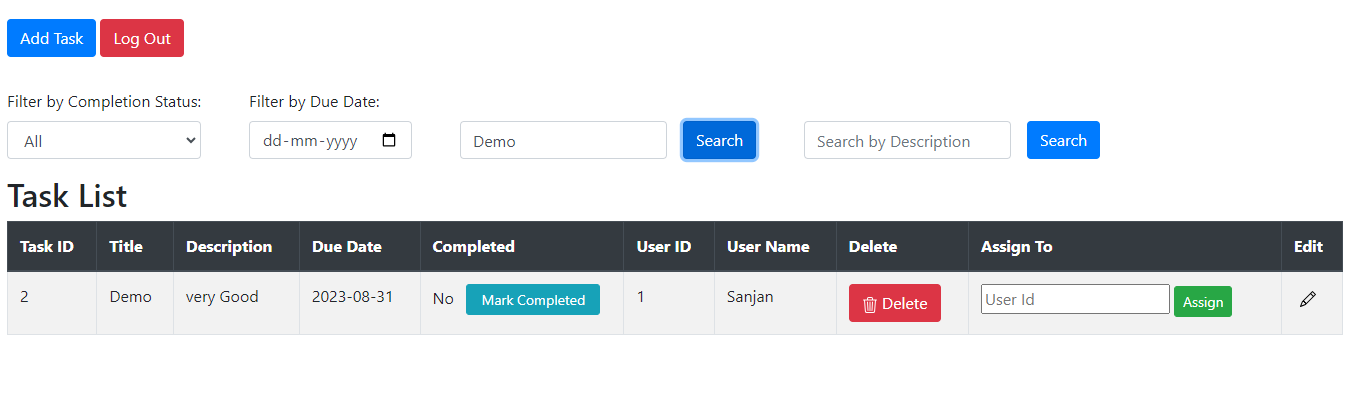 Add Task Log Out
Filter by Completion Status: Filter by Due Date:
All dd-mm-yyyy Demo Search Search by Description Search
Task List
Task ID Title Description Due Date Completed User ID User Name Delete Assign To Edit
2 Demo very Good 2023-08-31 No Mark Completed 1 Sanjan Delete User Id Assign